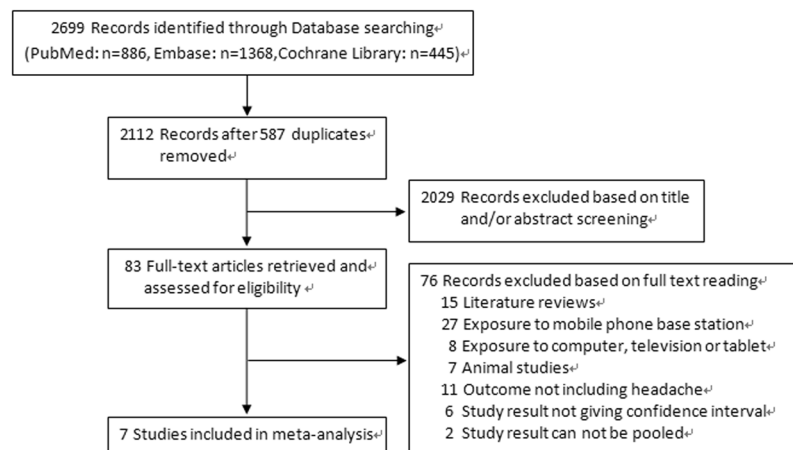 2699 Records identified through Database searching↵
(PubMed: n=886, Embase: n=1368,Cochrane Library: n=445)↵
2112 Records after 587 duplicates↵
removed↵
2029 Records excluded based on title
and/or abstract screening↵
83 Full-text articles retrieved and↵
assessed for eligibility ↵
76 Records excluded based on full text reading↵
15 Literature reviews↵
27 Exposure to mobile phone base station↵
8 Exposure to computer, television or tablet↵
7 Animal studies↵
11 Outcome not including headache↵
6 Study result not giving confidence interval↵
2 Study result can not be pooled↵
7 Studies included in meta-analysis↵